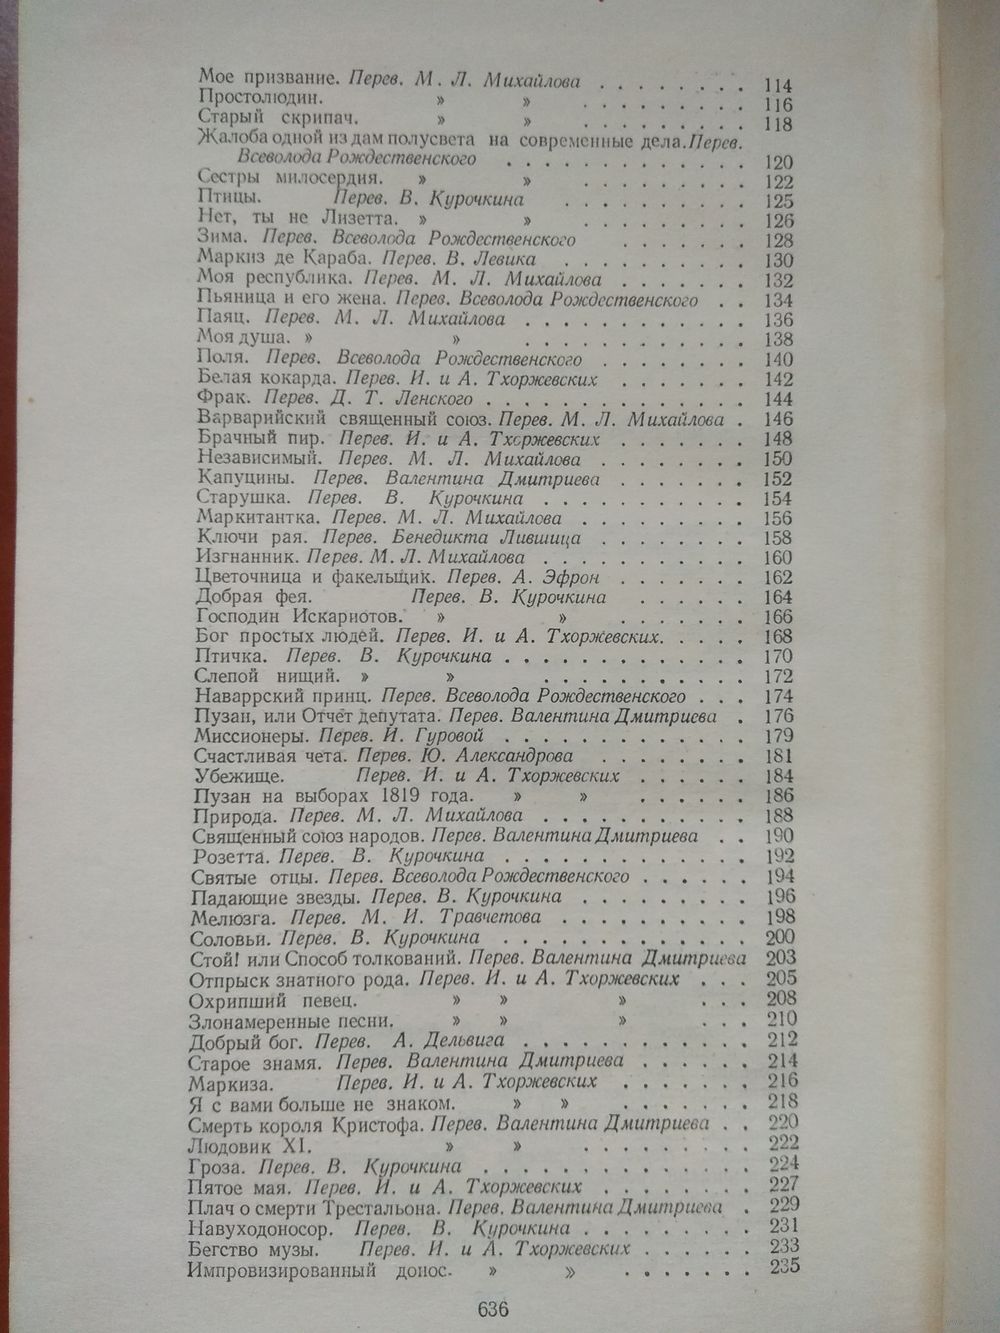 Мое призвание. Перев. М. Л. Михайлова . . . . . . . . 114
Простолюдин. » » . . . . . . . . . 116
Старый скрипач. » » . . . . . . . . . 118
Жалоба одной из дам полусвета на современные дела. Перев.
Всеволода Рождественского . . . . . . . . . . . . . 120
Сестры милосердия. » » . . . . . . . . . 122
Птицы. Перев. В. Курочкина . . . . . . . . . . 125
Нет, ты не Лизетта. » » . . . . . . . . . 126
Зима. Перев. Всеволода Рождественского . . . . . . . 128
Маркиз де Караба. Перев. В. Левика . . . . . . . . . . 130
Моя республика. Перев. М. Л. Михайлова . . . . . . . 132
Пьяница и его жена. Перев. Всеволода Рождественского . . 134
Паяц. Перев. М. Л. Михайлова . . . . . . . . . . . . 136
Моя душа. » » . . . . . . . . . . . . 138
Поля. Перев. Всеволода Рождественского . . . . . . . . 140
Белая кокарда. Перев. И. и А. Тхоржевских . . . . . . . 142
Фрак. Перев. Д. Т. Ленского . . . . . . . . . . . . . . 144
Варварийский священный союз. Перев. М. Л. Михайлова . 146
Брачный пир. Перев. И. и А. Тхоржевских . . . . . . . 148
Независимый. Перев. М. Л. Михайлова . . . . . . . . 150
Капуцины. Перев. Валентина Дмитриева . . . . . . . 152
Старушка. Перев. В. Курочкина . . . . . . . . . . . 154
Маркитантка. Перев. М. Л. Михайлова . . . . . . . . . 156
Ключи рая. Перев. Бенедикта Лившица . . . . . . . . 158
Изгнанник. Перев. М. Л. Михайлова . . . . . . . . . . . 160
Цветочница и факельщик. Перев. А. Эфрон . . . . . . . 162
Добрая фея. Перев. В. Курочкина . . . . . . 164
Господин Искариотов. » » . . . . . . . 166
Бог простых людей. Перев. И. и А. Тхоржевских. . . . . 168
Птичка. Перев. В. Курочкина . . . . . . . . . . . . . 170
Слепой нищий. » » . . . . . . . . . . . 172
Наваррский принц. Перев. Всеволода Рождественского . . . 174
Пузан, или Отчёт депутата. Перев. Валентина Дмитриева . 176
Миссионеры. Перев. И. Гуровой . . . . . . . . . . . . 179
Счастливая чета. Перев. Ю. Александрова . . . . . . . . 181
Убежище. Перев. И. и А. Тхоржевских . . . . . . 184
Пузан на выборах 1819 года. » » . . . . . . 186
Природа. Перев. М. Л. Михайлова . . . . . . . . . . . 188
Священный союз народов. Перев. Валентина Дмитриева . . 190
Розетта. Перев. В. Курочкина . . . . . . . . . . . . . 192
Святые отцы. Перев. Всеволода Рождественского . . . . . . 194
Падающие звезды. Перев. В. Курочкина . . . . . . . . . 196
Мелюзга. Перев. М. И. Травчетова . . . . . . . . . . 198
Соловьи. Перев. В. Курочкина . . . . . . . . . . . . . 200
Стой! или Способ толкований. Перев. Валентина Дмитриева 203
Отпрыск знатного рода. Перев. И. и А. Тхоржевских . . . 205
Охрипший певец. » » » . . . 208
Злонамеренные песни. » » » . . . 210
Добрый бог. Перев. А. Дельвига . . . . . . . . . . . . 212
Старое знамя. Перев. Валентина Дмитриева . . . . . . 214
Маркиза. Перев. И. и А. Тхоржевских . . . . . . . 216
Я с вами больше не знаком. » » . . . . . . . 218
Смерть короля Кристофа. Перев. Валентина Дмитриева . . 220
Людовик XI. » » . . . . . . . . . 222
Гроза. Перев. В. Курочкина . . . . . . . . . . . . . . 224
Пятое мая. Перев. И. и А. Тхоржевских . . . . . . . . 227
Плач о смерти Трестальона. Перев. Валентина Дмитриева . 229
Навуходоносор. Перев. В. Курочкина . . . . . . . . . 231
Бегство музы. Перев. И. и А. Тхоржевских . . . . . . 233
Импровизированный донос. » » . . . . . . . 235
636